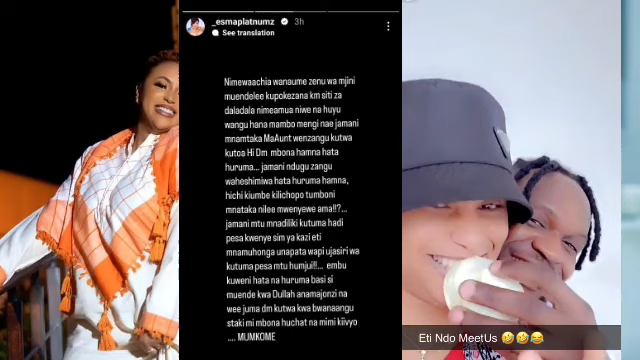 _esmaplatnumz 3h
See translation
Nimewaachia wanaume zenu wa mjini
muendelee kupokezana km siti za
daladala nimeamua niwe na huyu
wangu hana mambo mengi nae jamani
mnamtaka MaAunt wenzangu kutwa
kutoa Hi Dm mbona hamna hata
huruma... jamani ndugu zangu
waheshimiwa hata huruma hamna,
hichi kiumbe kilichopo tumboni
mnataka nilee mwenyewe ama!!?...
jamani mtu mnadiliki kutuma hadi
pesa kwenye sim ya kazi eti
mnamuhonga unapata wapi ujasiri wa
kutuma pesa mtu humjui!!... embu
kuweni hata na huruma basi si
muende kwa Dullah anamajonzi na
wee juma dm kutwa kwa bwanaangu
staki mi mbona huchat na mimi kiivyo
.... MUMKOME
Eti Ndo MeetUs 🤣🤣😂